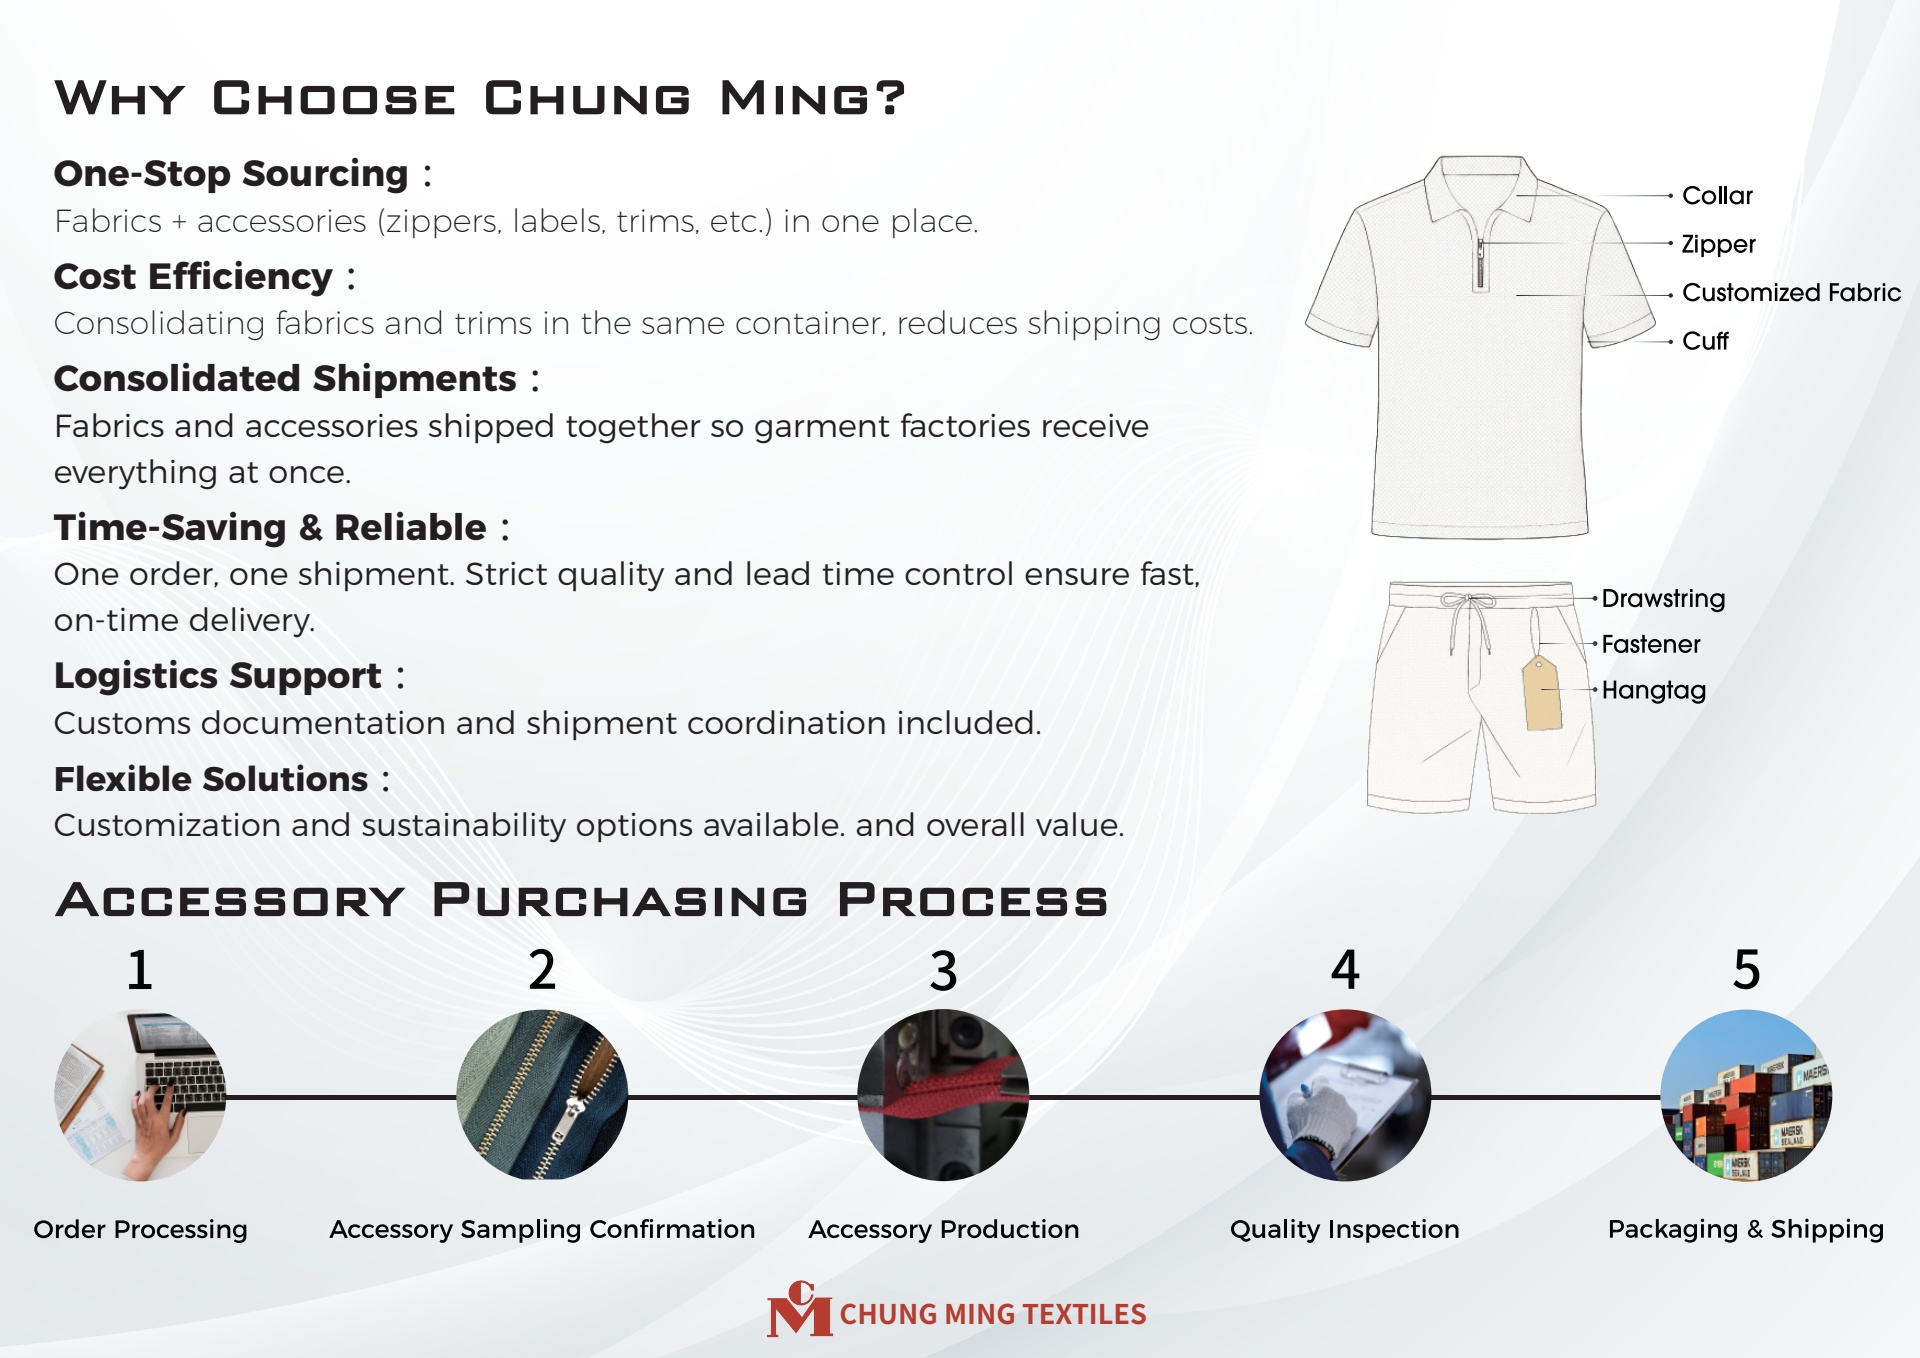 Why Choose Chung Ming?
One-Stop Sourcing :
Fabrics + accessories (zippers, labels, trims, etc.) in one place.
Cost Efficiency :
Consolidating fabrics and trims in the same container, reduces shipping costs.
Consolidated Shipments :
Fabrics and accessories shipped together so garment factories receive
everything at once.
Time-Saving & Reliable :
One order, one shipment. Strict quality and lead time control ensure fast,
on-time delivery.
Logistics Support :
Customs documentation and shipment coordination included.
Flexible Solutions :
Customization and sustainability options available. and overall value.
Collar
Zipper
Customized Fabric
Cuff
Drawstring
Fastener
Hangtag
Accessory Purchasing Process
1
2
3
4
5
MAERSK
MAERSK
SEALAND
MAERSK
SEALAND
Order Processing
Accessory Sampling Confirmation
Accessory Production
Quality Inspection
Packaging & Shipping
CM
CHUNG MING TEXTILES